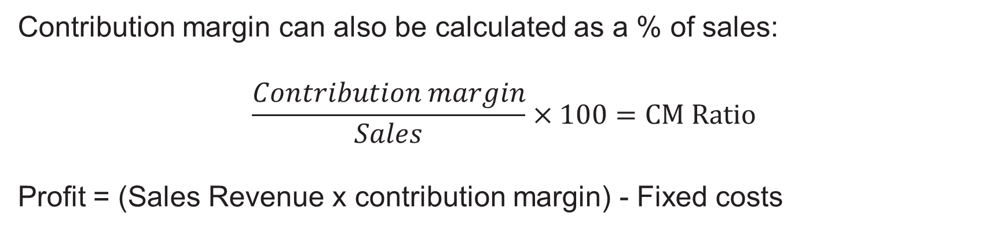 Contribution margin can also be calculated as a % of sales:
Contribution margin
Sales
× 100 = CM Ratio
Profit = (Sales Revenue x contribution margin) - Fixed costs